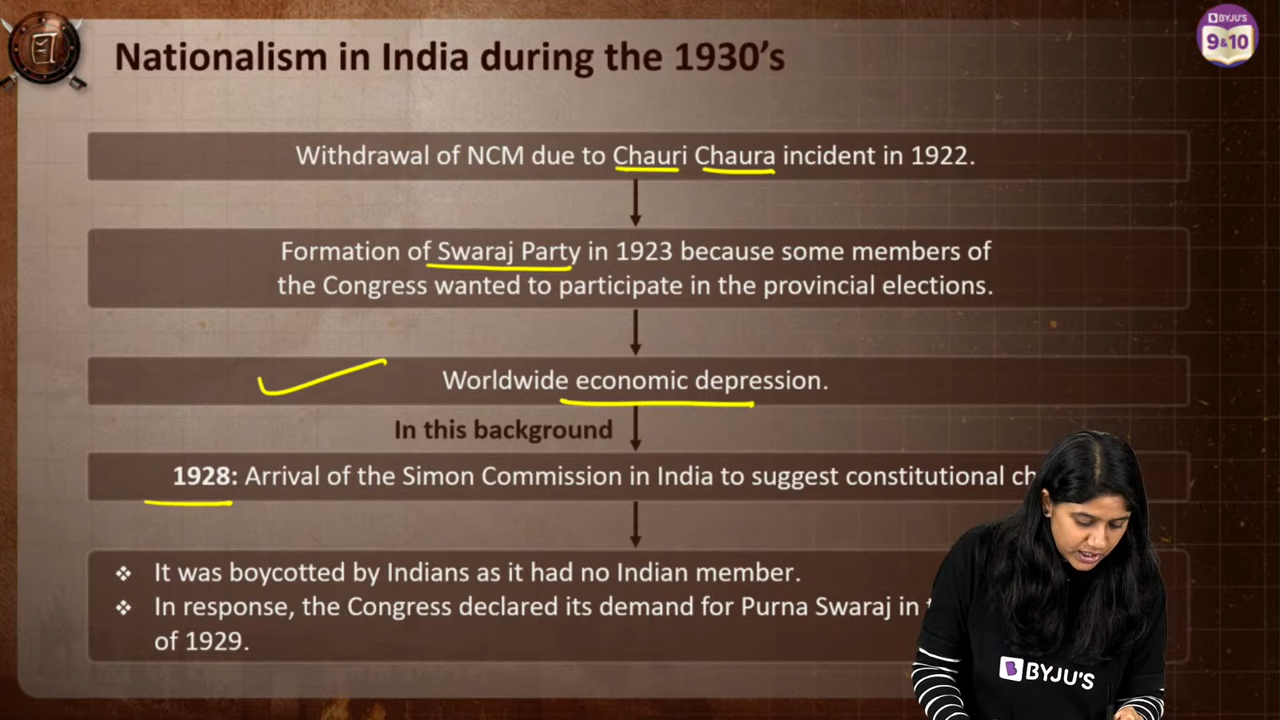 Nationalism in India during the 1930's
BYJU'S
9&10
Withdrawal of NCM due to Chauri Chaura incident in 1922.
Formation of Swaraj Party in 1923 because some members of
the Congress wanted to participate in the provincial elections.
Worldwide economic depression.
In this background
1928: Arrival of the Simon Commission in India to suggest constitutional
❖ It was boycotted by Indians as it had no Indian member.
❖ In response, the Congress declared its demand for Purna Swaraj in
of 1929.
BYJU'S